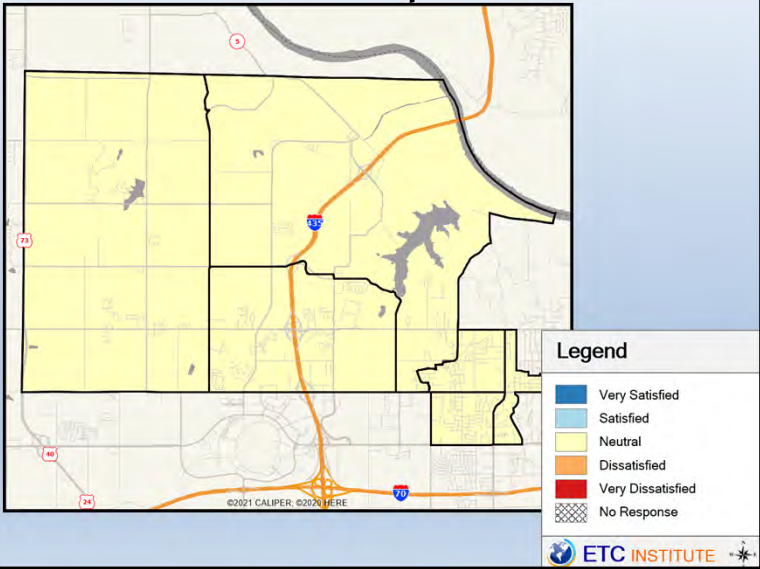 5
435
73
40
24
70
©2021 CALIPER; ©2020 HERE
Legend
Very Satisfied
Satisfied
Neutral
Dissatisfied
Very Dissatisfied
No Response
ETC INSTITUTE